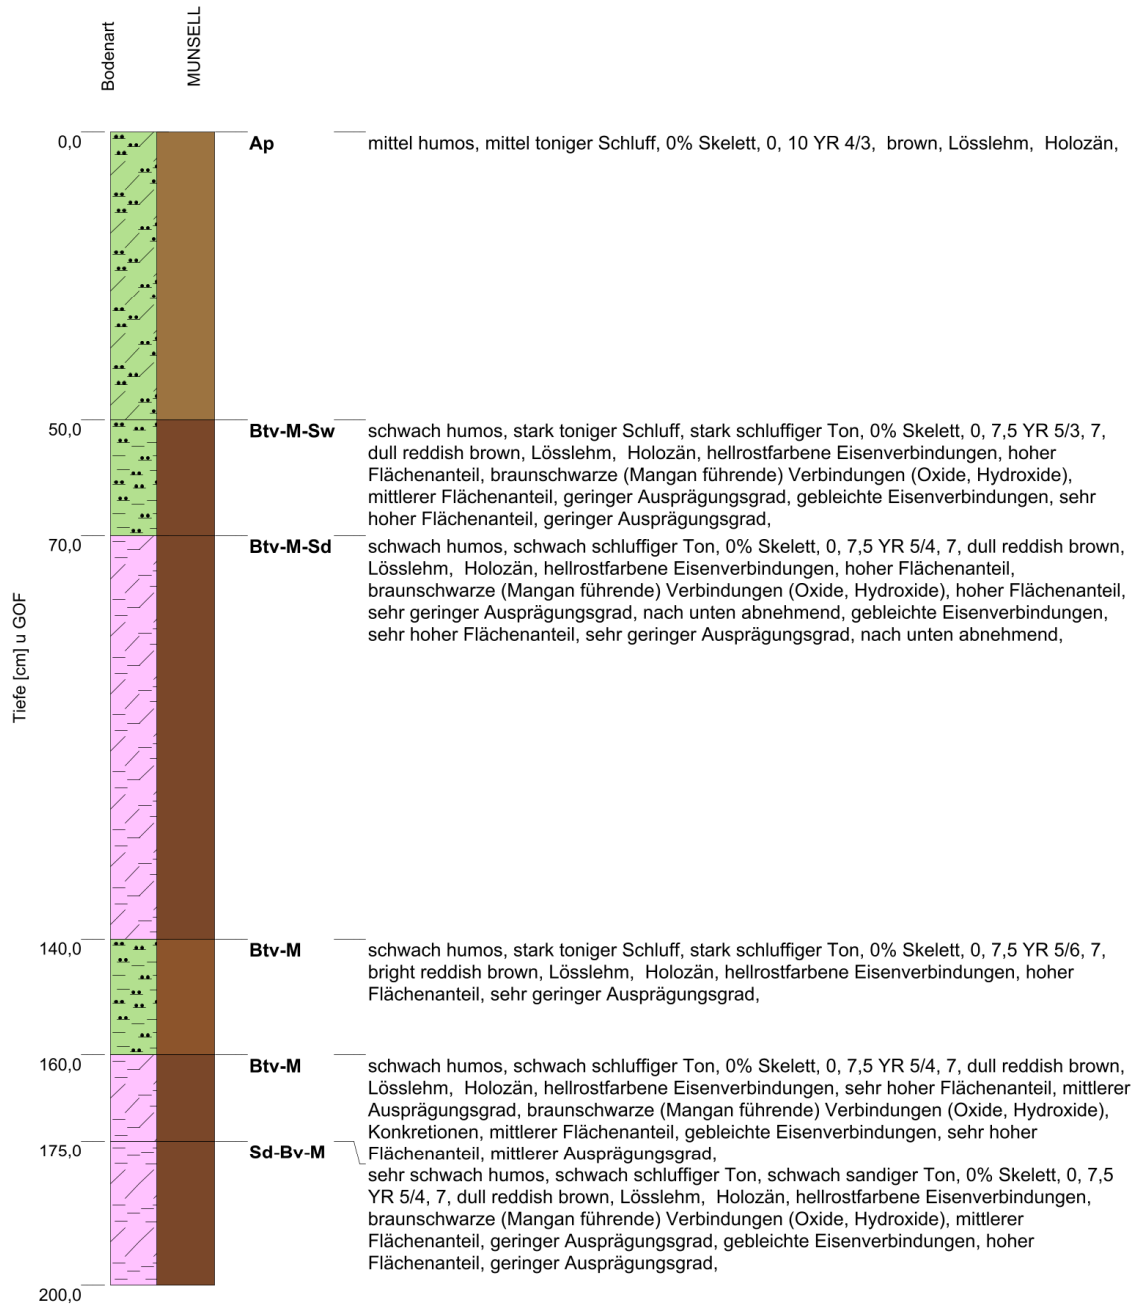 Bodenart
MUNSELL
Tiefe [cm] u GOF
0,0
Ap
mittel humos, mittel toniger Schluff, 0% Skelett, 0, 10 YR 4/3,  brown, Lösslehm,  Holozän,
50,0
Btv-M-Sw
schwach humos, stark toniger Schluff, stark schluffiger Ton, 0% Skelett, 0, 7,5 YR 5/3, 7,
dull reddish brown, Lösslehm,  Holozän, hellrostfarbene Eisenverbindungen, hoher
Flächenanteil, braunschwarze (Mangan führende) Verbindungen (Oxide, Hydroxide),
mittlerer Flächenanteil, geringer Ausprägungsgrad, gebleichte Eisenverbindungen, sehr
hoher Flächenanteil, geringer Ausprägungsgrad,
70,0
Btv-M-Sd
schwach humos, schwach schluffiger Ton, 0% Skelett, 0, 7,5 YR 5/4, 7, dull reddish brown,
Lösslehm,  Holozän, hellrostfarbene Eisenverbindungen, hoher Flächenanteil,
braunschwarze (Mangan führende) Verbindungen (Oxide, Hydroxide), hoher Flächenanteil,
sehr geringer Ausprägungsgrad, nach unten abnehmend, gebleichte Eisenverbindungen,
sehr hoher Flächenanteil, sehr geringer Ausprägungsgrad, nach unten abnehmend,
140,0
Btv-M
schwach humos, stark toniger Schluff, stark schluffiger Ton, 0% Skelett, 0, 7,5 YR 5/6, 7,
bright reddish brown, Lösslehm,  Holozän, hellrostfarbene Eisenverbindungen, hoher
Flächenanteil, sehr geringer Ausprägungsgrad,
160,0
Btv-M
schwach humos, schwach schluffiger Ton, 0% Skelett, 0, 7,5 YR 5/4, 7, dull reddish brown,
Lösslehm,  Holozän, hellrostfarbene Eisenverbindungen, sehr hoher Flächenanteil, mittlerer
Ausprägungsgrad, braunschwarze (Mangan führende) Verbindungen (Oxide, Hydroxide),
Konkretionen, mittlerer Flächenanteil, gebleichte Eisenverbindungen, sehr hoher
Flächenanteil, mittlerer Ausprägungsgrad,
175,0
Sd-Bv-M
sehr schwach humos, schwach schluffiger Ton, schwach sandiger Ton, 0% Skelett, 0, 7,5
YR 5/4, 7, dull reddish brown, Lösslehm,  Holozän, hellrostfarbene Eisenverbindungen,
braunschwarze (Mangan führende) Verbindungen (Oxide, Hydroxide), mittlerer
Flächenanteil, geringer Ausprägungsgrad, gebleichte Eisenverbindungen, hoher
Flächenanteil, geringer Ausprägungsgrad,
200,0